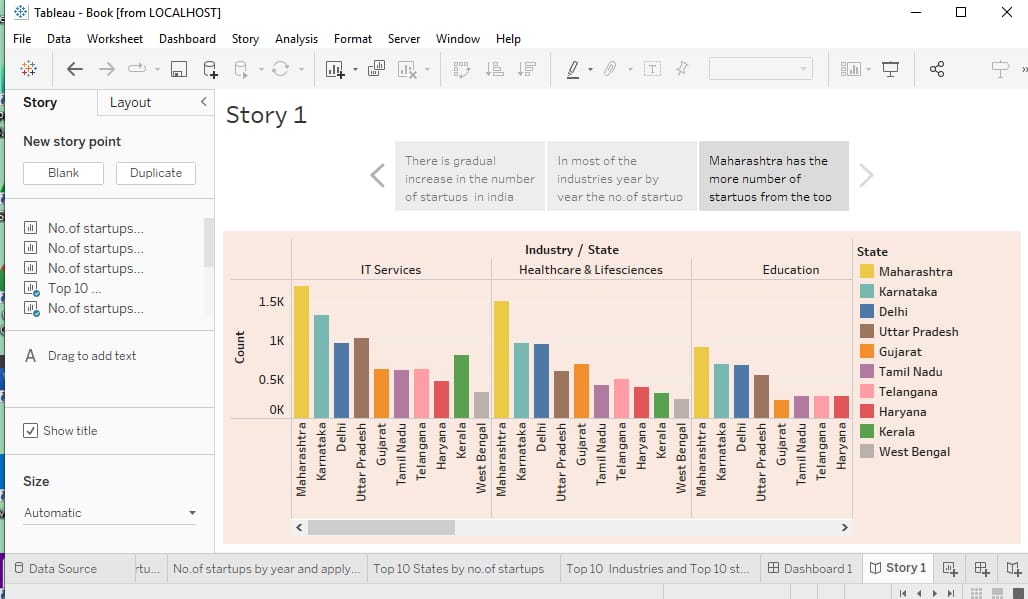 Tableau - Book [from LOCALHOST]
File Data Worksheet Dashboard Story Analysis Format Server Window Help
Story Layout
New story point
Blank Duplicate
No.of startups...
No.of startups...
No.of startups...
Top 10 ...
No.of startups...
A Drag to add text
Show title
Size
Automatic
Story 1
There is gradual
increase in the number
of startups in india
In most of the
industries year by
year the no.of startup
Maharashtra has the
more number of
startups from the top
Industry / State
IT Services Healthcare & Lifesciences Education
Count
1.5K
1K
0.5K
0K
Maharashtra
Karnataka
Delhi
Uttar Pradesh
Gujarat
Tamil Nadu
Telangana
Haryana
Kerala
West Bengal
Maharashtra
Karnataka
Delhi
Uttar Pradesh
Gujarat
Tamil Nadu
Telangana
Haryana
Kerala
West Bengal
Maharashtra
Karnataka
Delhi
Uttar Pradesh
Gujarat
Tamil Nadu
Telangana
Haryana
State
Maharashtra
Karnataka
Delhi
Uttar Pradesh
Gujarat
Tamil Nadu
Telangana
Haryana
Kerala
West Bengal
Data Source rtu... No.of startups by year and apply... Top 10 States by no.of startups Top 10 Industries and Top 10 st... Dashboard 1 Story 1